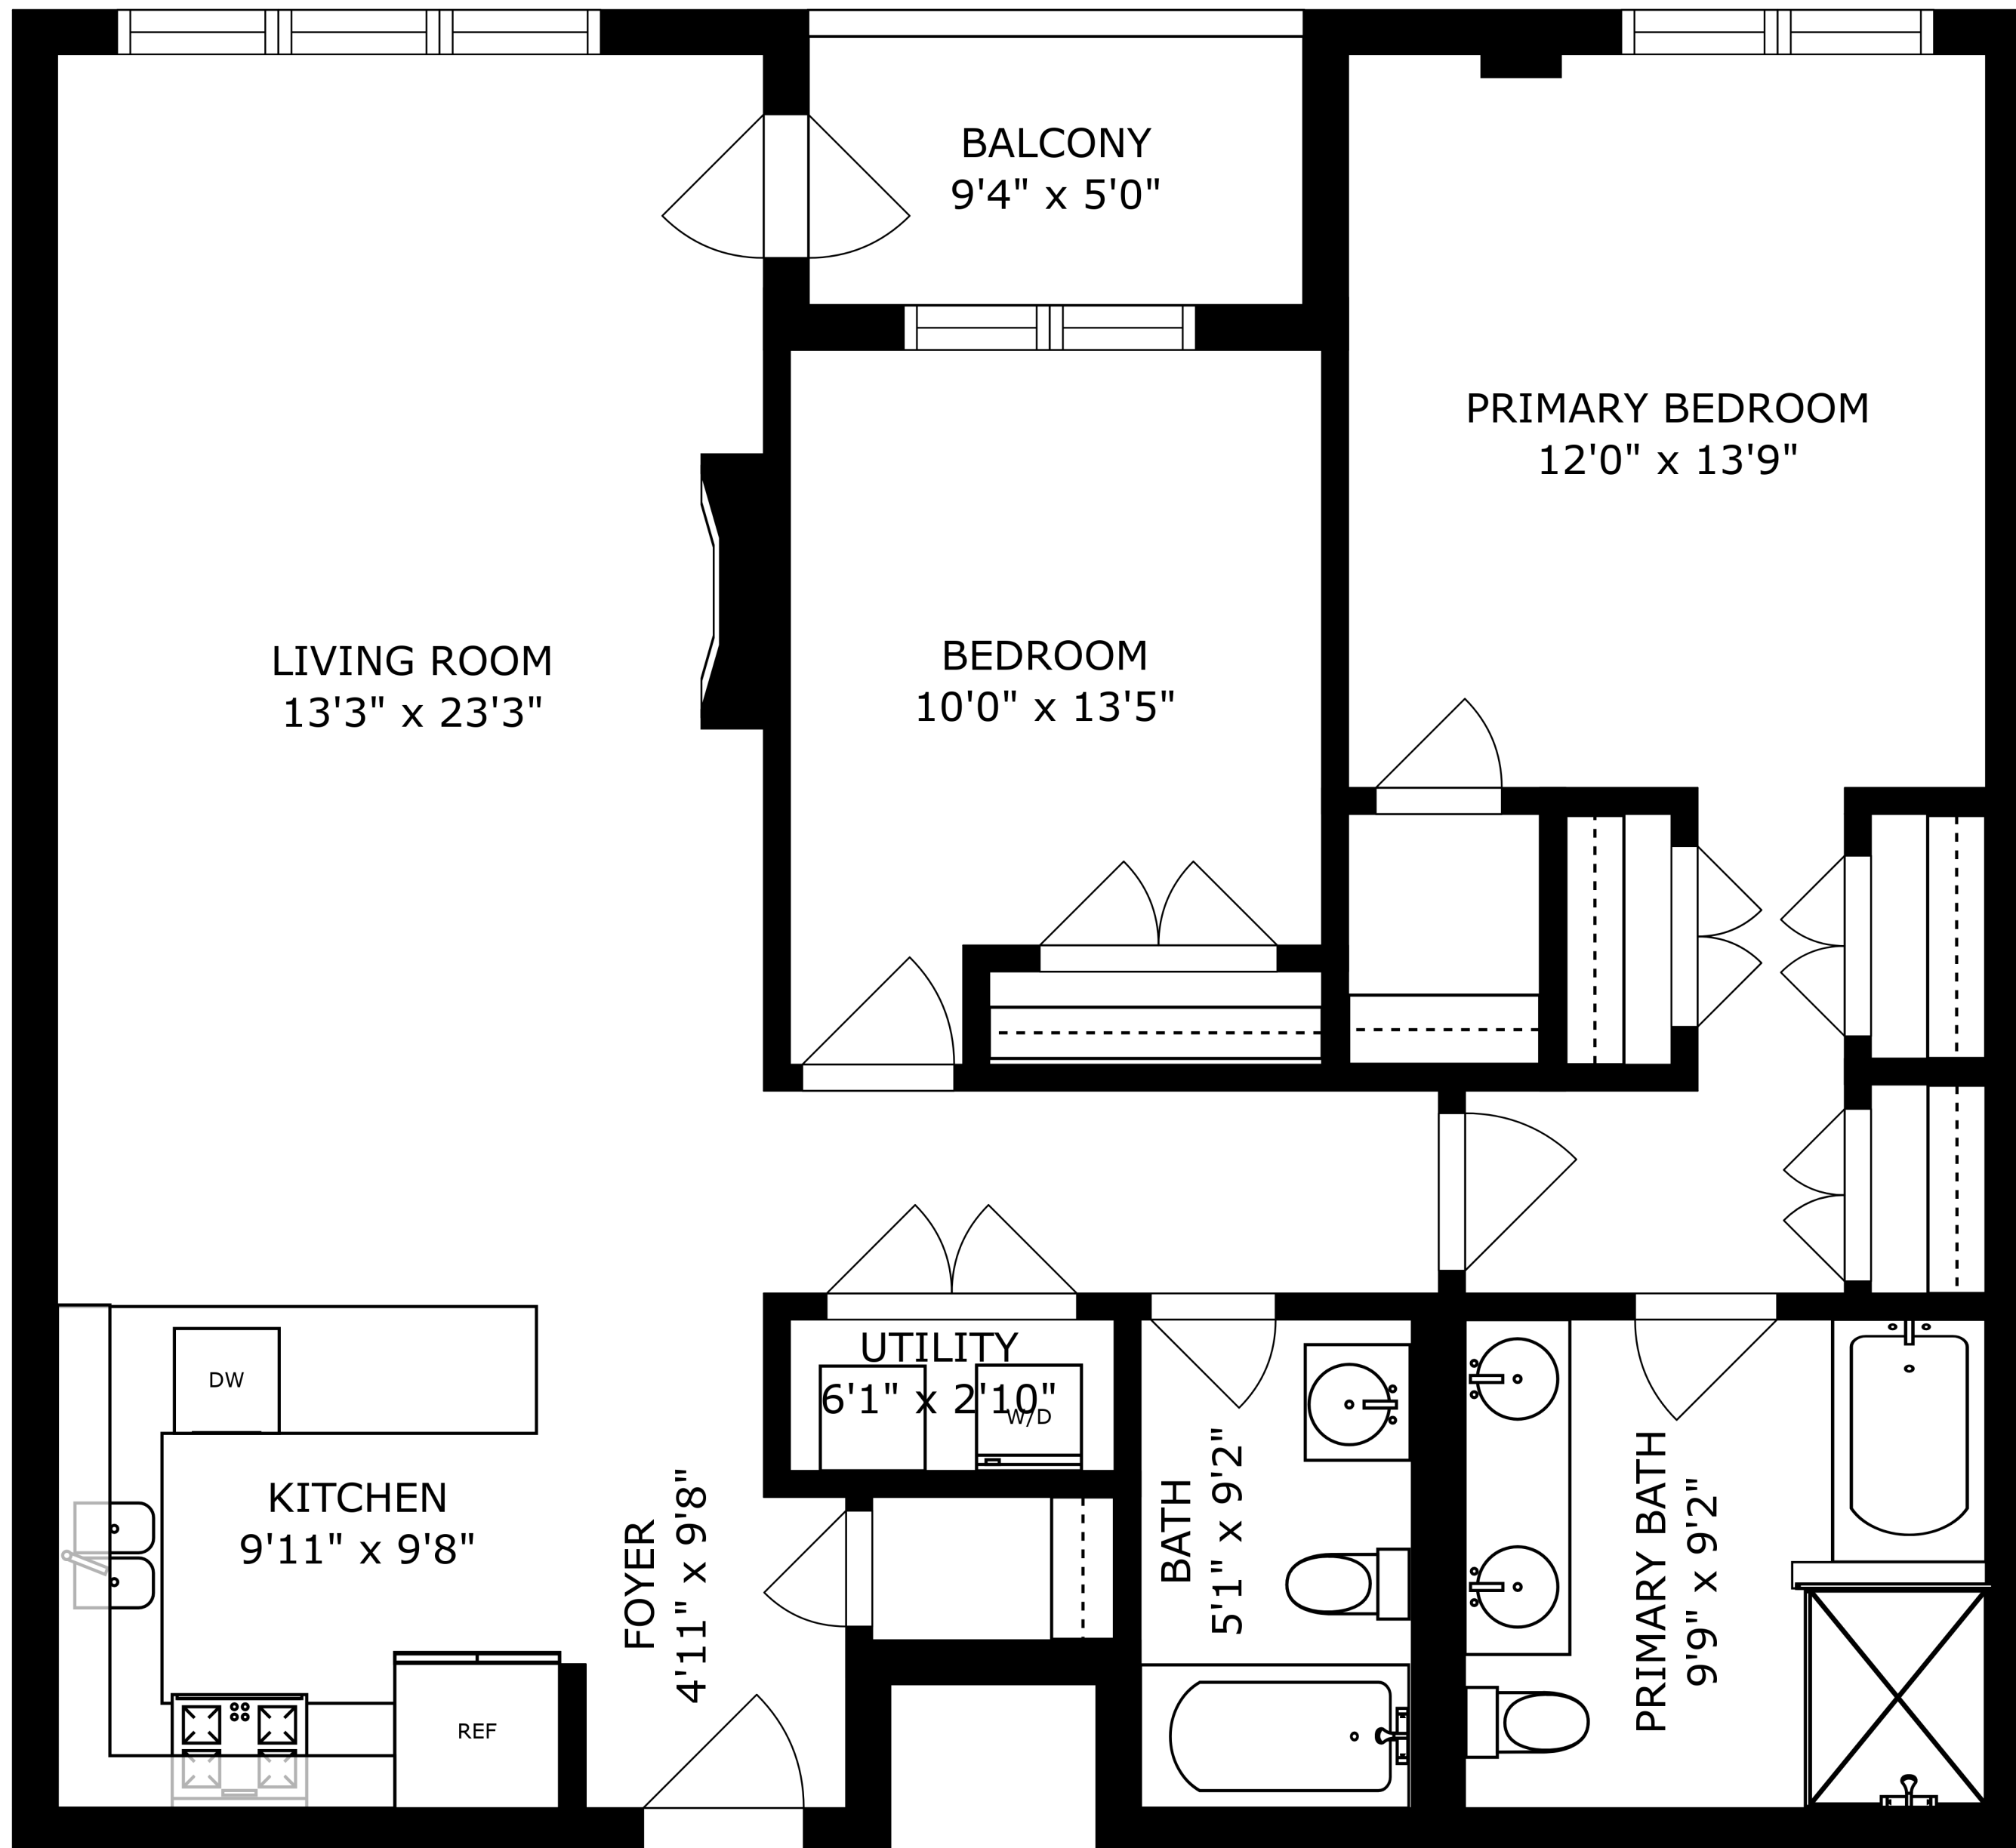 BALCONY
9'4" x 5'0"
PRIMARY BEDROOM
12'0" x 13'9"
LIVING ROOM
13'3" x 23'3"
BEDROOM
10'0" x 13'5"
UTILITY
6'1" x 2'10"
W/D
DW
KITCHEN
9'11" x 9'8"
FOYER
4'11" x 9'8"
BATH
5'1" x 9'2"
PRIMARY BATH
9'9" x 9'2"
REF